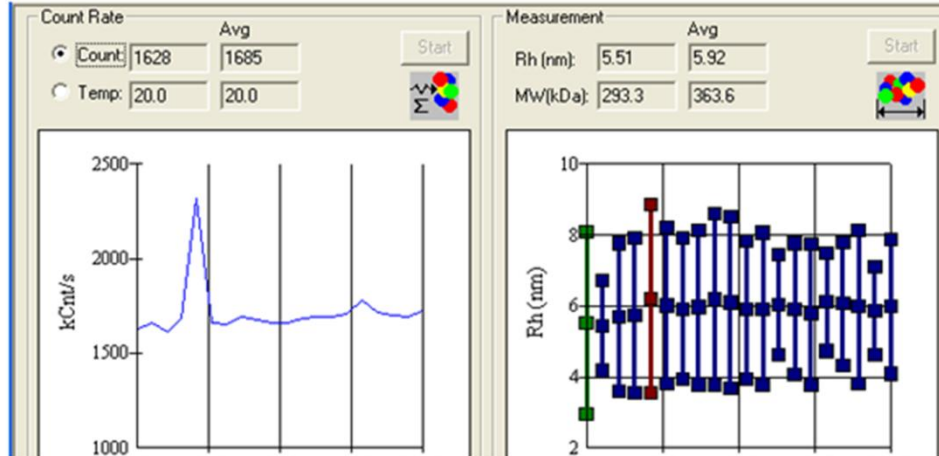 Count Rate
Avg
Count: 1628 1685
Start
Temp: 20.0 20.0
Σ
2500
2000
1500
1000
kCnt/s
Measurement
Avg
Rh (nm): 5.51 5.92
Start
MW(kDa): 293.3 363.6
10
8
6
4
2
Rh (nm)